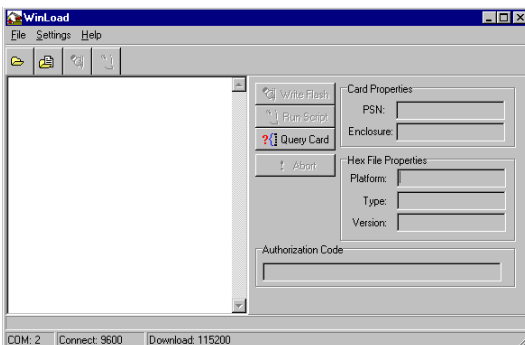 WinLoad
File Settings Help
Write Flash
Run Script
?{} Query Card
! Abort
Card Properties
PSN:
Enclosure:
Hex File Properties
Platform:
Type:
Version:
Authorization Code
COM: 2 Connect: 9600 Download: 115200